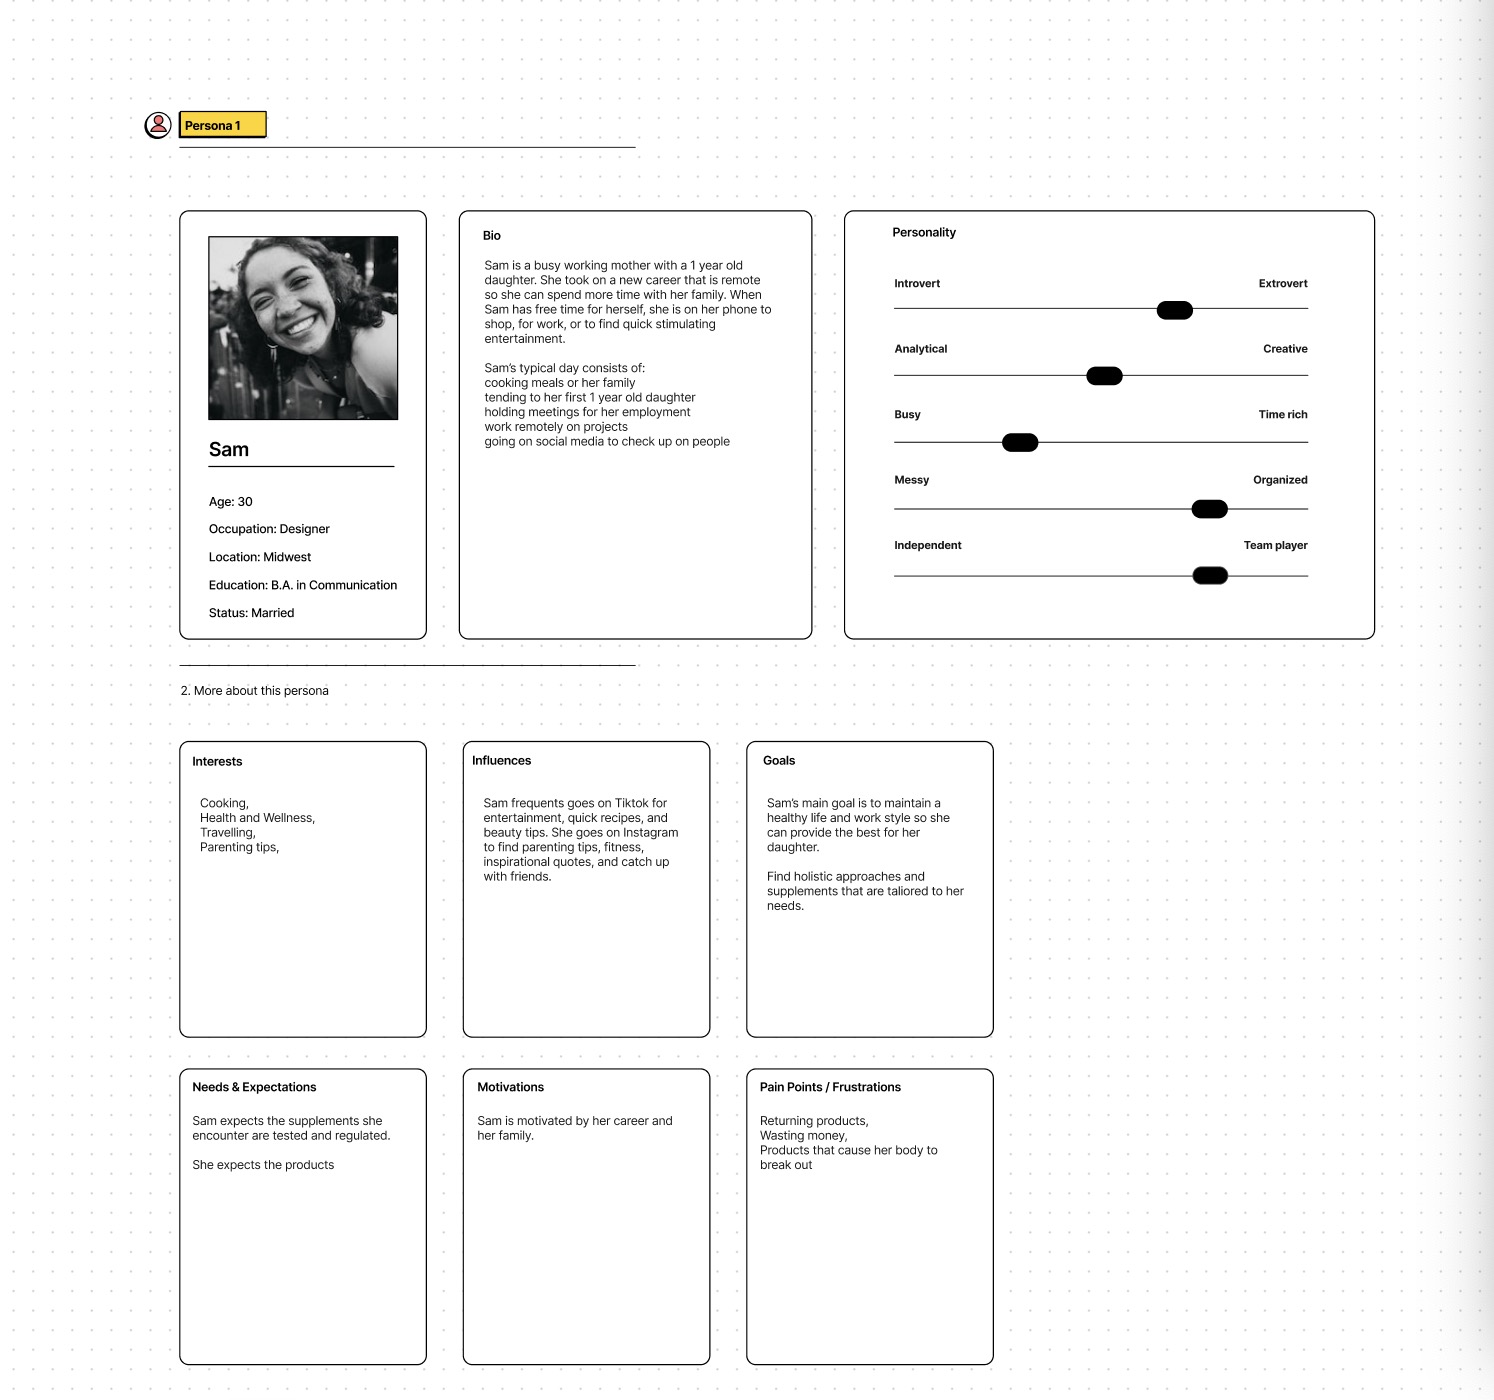 Persona 1
Sam
Age: 30
Occupation: Designer
Location: Midwest
Education: B.A. in Communication
Status: Married
Bio
Sam is a busy working mother with a 1 year old
daughter. She took on a new career that is remote
so she can spend more time with her family. When
Sam has free time for herself, she is on her phone to
shop, for work, or to find quick stimulating
entertainment.
Sam's typical day consists of:
cooking meals or her family
tending to her first 1 year old daughter
holding meetings for her employment
work remotely on projects
going on social media to check up on people
Personality
Introvert Extrovert
Analytical Creative
Busy Time rich
Messy Organized
Independent Team player
2. More about this persona
Interests
Cooking,
Health and Wellness,
Travelling,
Parenting tips,
Influences
Sam frequents goes on Tiktok for
entertainment, quick recipes, and
beauty tips. She goes on Instagram
to find parenting tips, fitness,
inspirational quotes, and catch up
with friends.
Goals
Sam's main goal is to maintain a
healthy life and work style so she
can provide the best for her
daughter.
Find holistic approaches and
supplements that are taliored to her
needs.
Needs & Expectations
Sam expects the supplements she
encounter are tested and regulated.
She expects the products
Motivations
Sam is motivated by her career and
her family.
Pain Points / Frustrations
Returning products,
Wasting money,
Products that cause her body to
break out